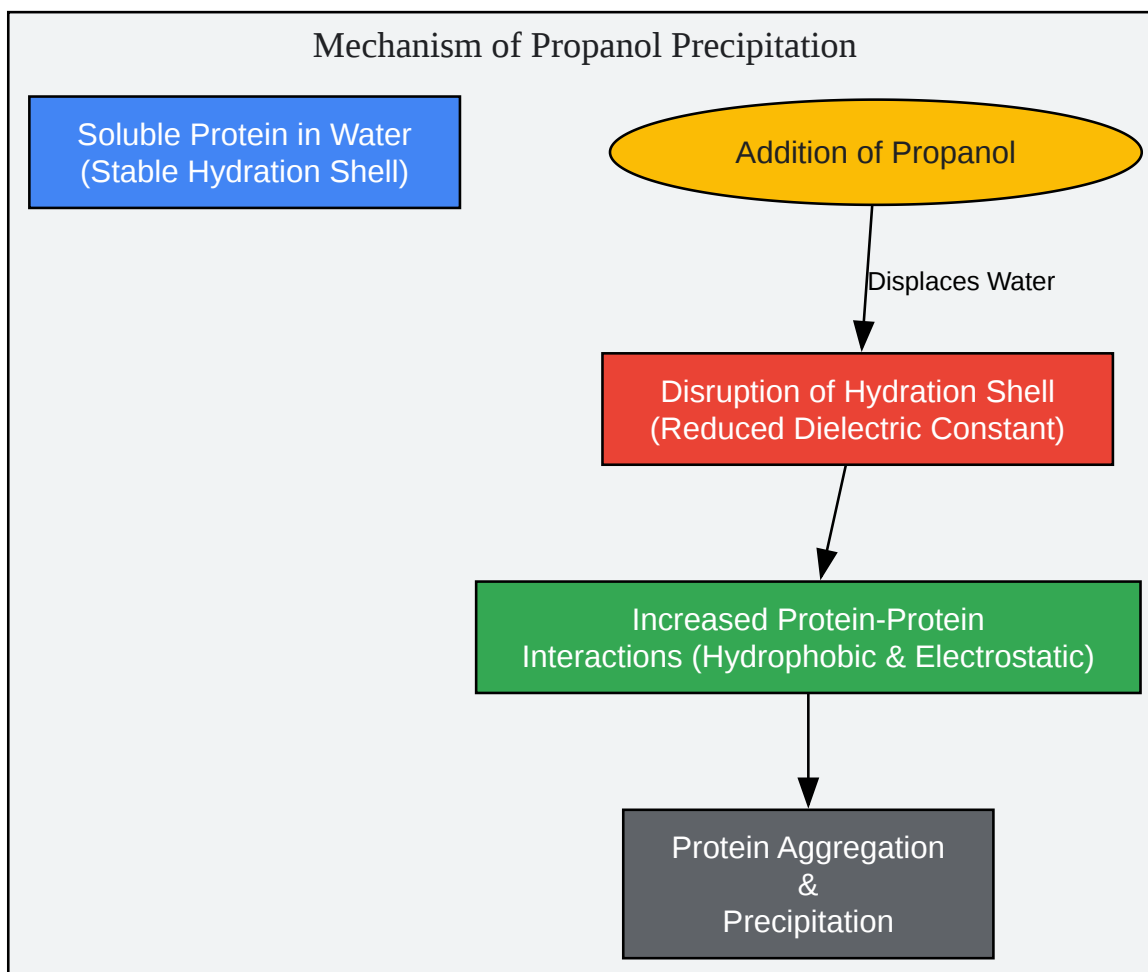 Mechanism of Propanol Precipitation
Soluble Protein in Water
(Stable Hydration Shell)
Addition of Propanol
Displaces Water
Disruption of Hydration Shell
(Reduced Dielectric Constant)
Increased Protein-Protein
Interactions (Hydrophobic & Electrostatic)
Protein Aggregation
&
Precipitation